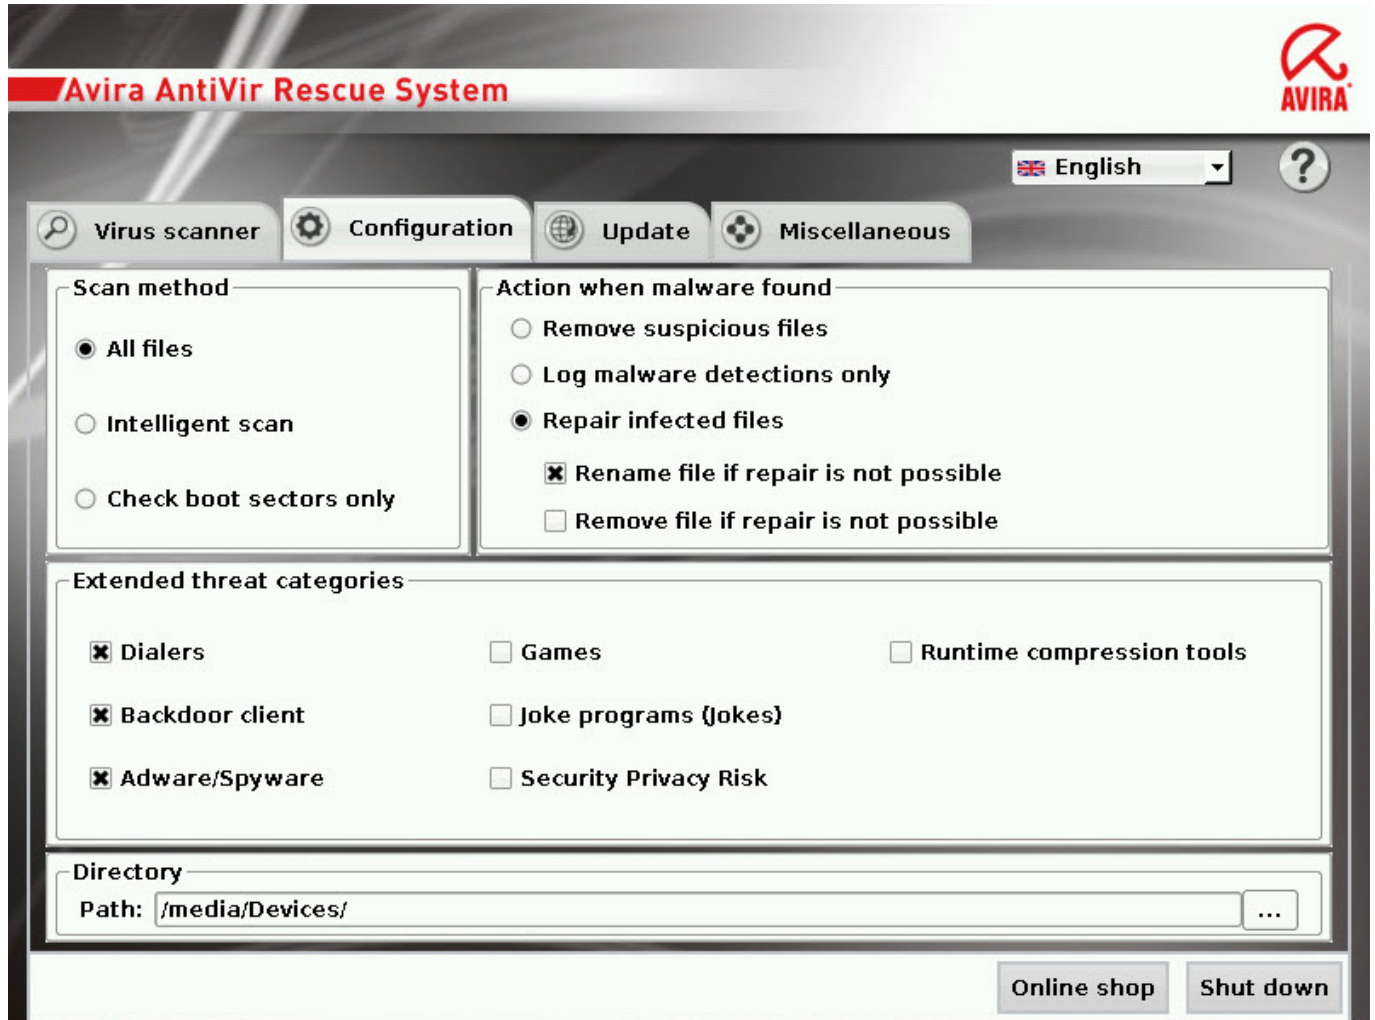 Avira AntiVir Rescue System
AVIRA
English
?
Virus scanner
Configuration
Update
Miscellaneous
Scan method
All files
Intelligent scan
Check boot sectors only
Action when malware found
Remove suspicious files
Log malware detections only
Repair infected files
Rename file if repair is not possible
Remove file if repair is not possible
Extended threat categories
Dialers
Games
Runtime compression tools
Backdoor client
Joke programs (Jokes)
Adware/Spyware
Security Privacy Risk
Directory
Path: /media/Devices/ ...
Online shop
Shut down